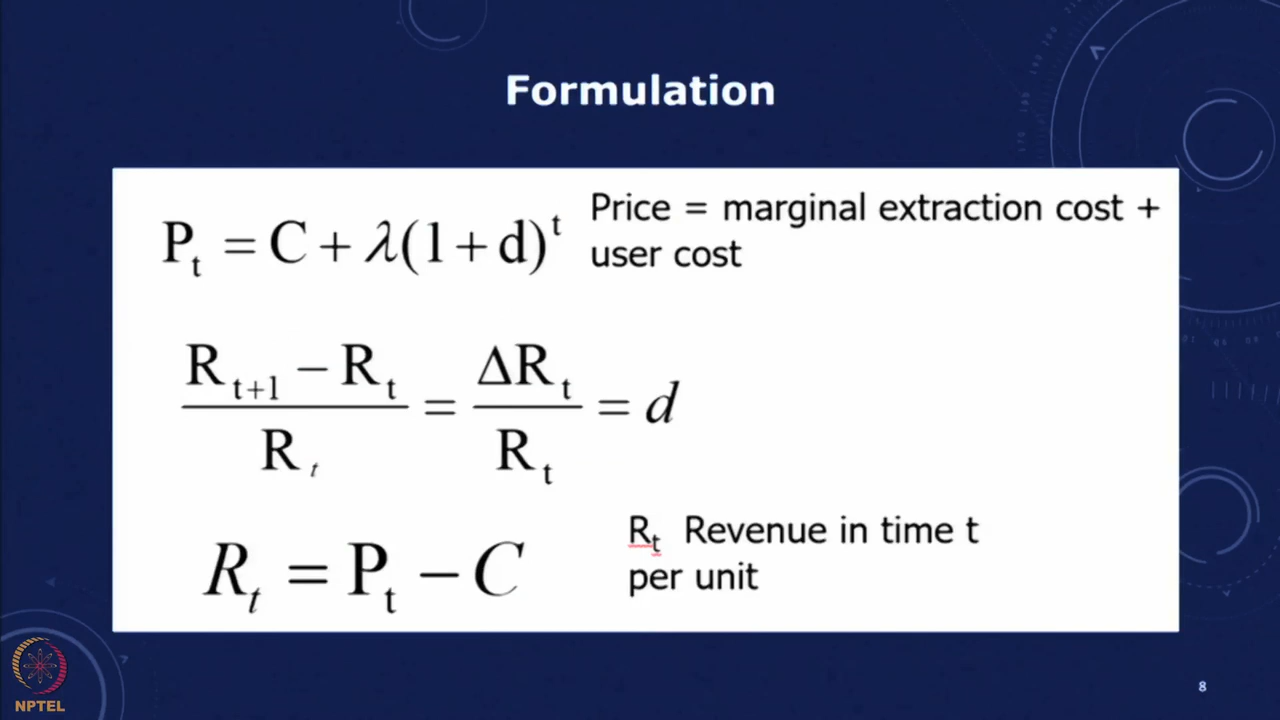 Formulation
P_t = C + λ(1+d)^t
Price = marginal extraction cost +
user cost
(R_{t+1} − R_t) / R_t = ΔR_t / R_t = d
R_t = P_t − C
R_t Revenue in time t
per unit
NPTEL
8